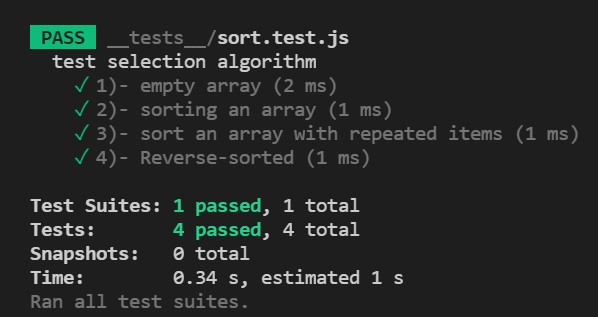 PASS __tests__/sort.test.js
test selection algorithm
✓ 1)- empty array (2 ms)
✓ 2)- sorting an array (1 ms)
✓ 3)- sort an array with repeated items (1 ms)
✓ 4)- Reverse-sorted (1 ms)
Test Suites: 1 passed, 1 total
Tests: 4 passed, 4 total
Snapshots: 0 total
Time: 0.34 s, estimated 1 s
Ran all test suites.